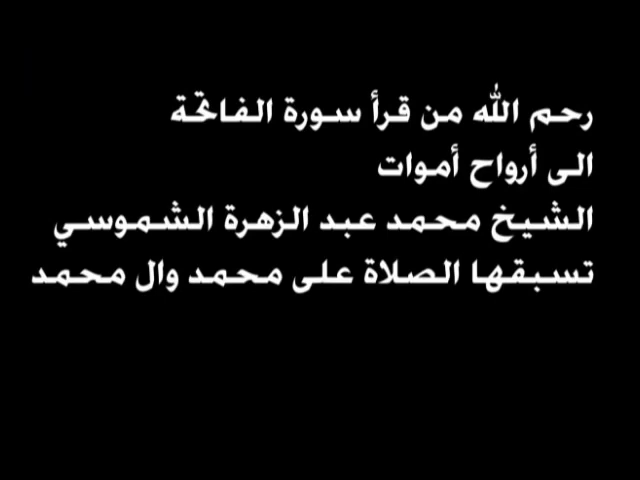 رحم الله من قرأ سورة الفاتحة
الى أرواح أموات
الشيخ محمد عبد الزهرة الشموسي
تسبقها الصلاة على محمد وال محمد